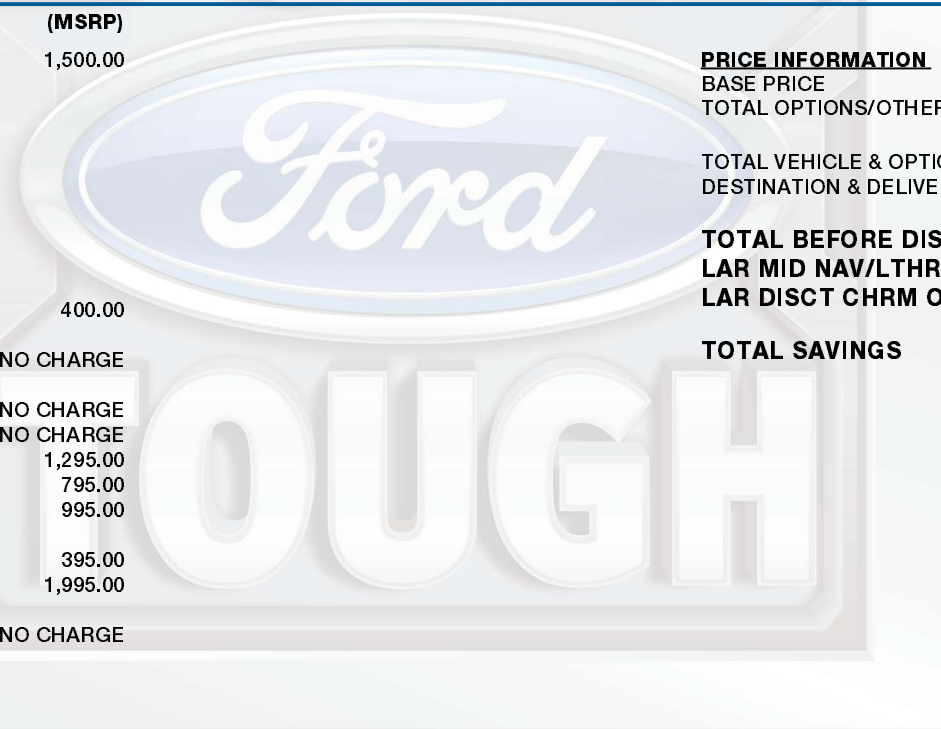 (MSRP)
1,500.00
400.00
NO CHARGE
NO CHARGE
NO CHARGE
1,295.00
795.00
995.00
395.00
1,995.00
NO CHARGE
Ford
TOUGH
PRICE INFORMATION
BASE PRICE
TOTAL OPTIONS/OTHER
TOTAL VEHICLE & OPTIO
DESTINATION & DELIVE
TOTAL BEFORE DIS
LAR MID NAV/LTHR
LAR DISCT CHRM O
TOTAL SAVINGS